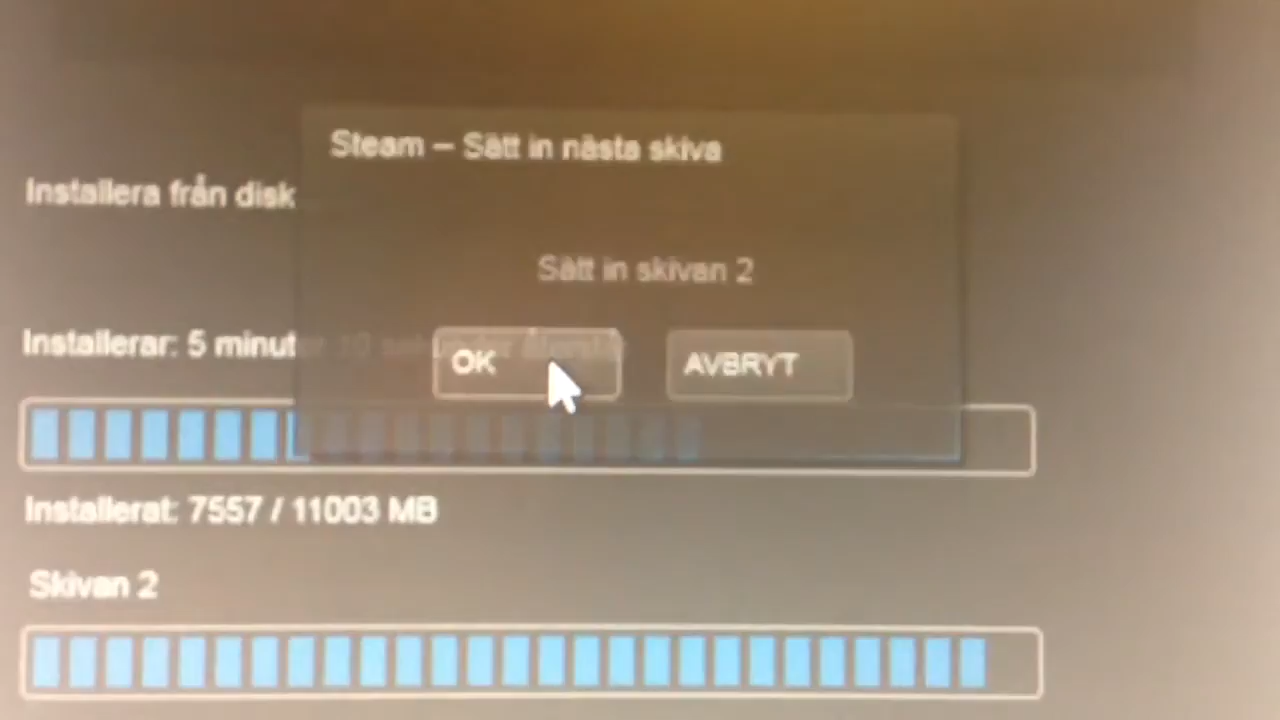 Steam – Sätt in nästa skiva
Installera från disk
Sätt in skivan 2
Installerar: 5 minuter
OK
AVBRYT
Installerat: 7557 / 11003 MB
Skivan 2